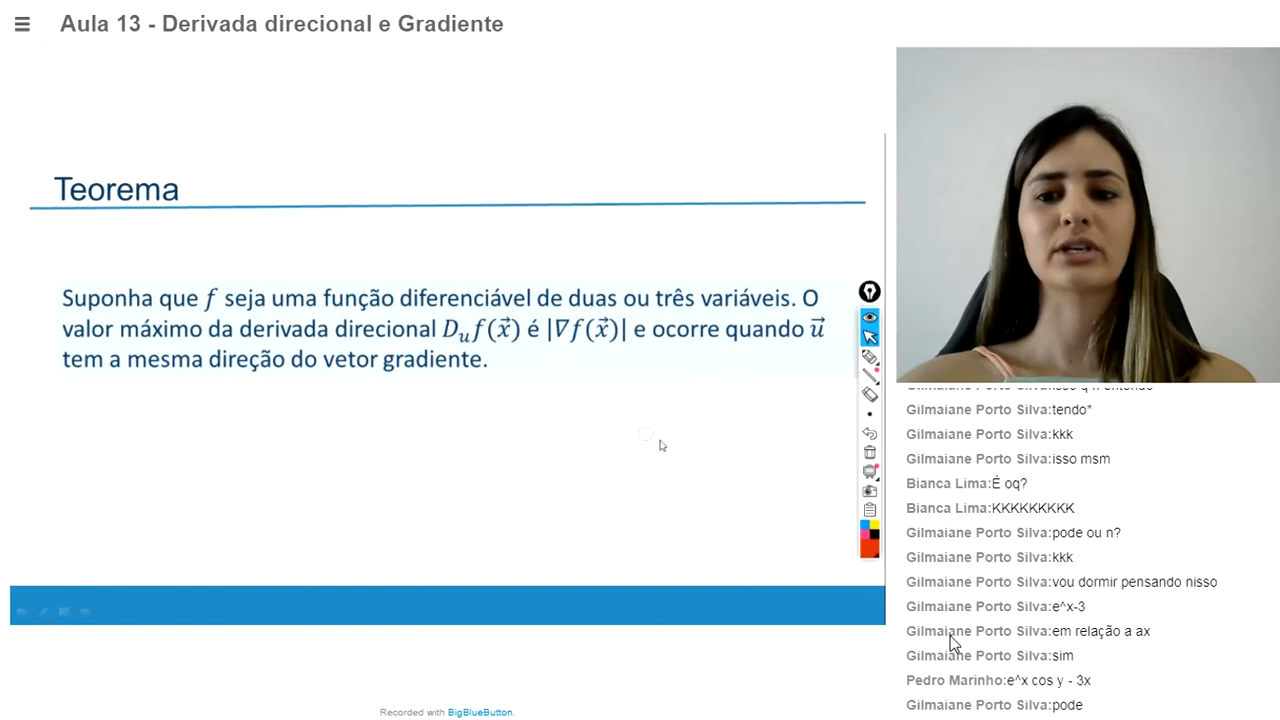 Aula 13 - Derivada direcional e Gradiente
Teorema
Suponha que f seja uma função diferenciável de duas ou três variáveis. O
valor máximo da derivada direcional D_u f(x⃗) é |∇f(x⃗)| e ocorre quando u⃗
tem a mesma direção do vetor gradiente.
Gilmaiane Porto Silva:tendo*
Gilmaiane Porto Silva:kkk
Gilmaiane Porto Silva:isso msm
Bianca Lima:É oq?
Bianca Lima:KKKKKKKKK
Gilmaiane Porto Silva:pode ou n?
Gilmaiane Porto Silva:kkk
Gilmaiane Porto Silva:vou dormir pensando nisso
Gilmaiane Porto Silva:e^x-3
Gilmaiane Porto Silva:em relação a ax
Gilmaiane Porto Silva:sim
Pedro Marinho:e^x cos y - 3x
Gilmaiane Porto Silva:pode
Recorded with BigBlueButton.